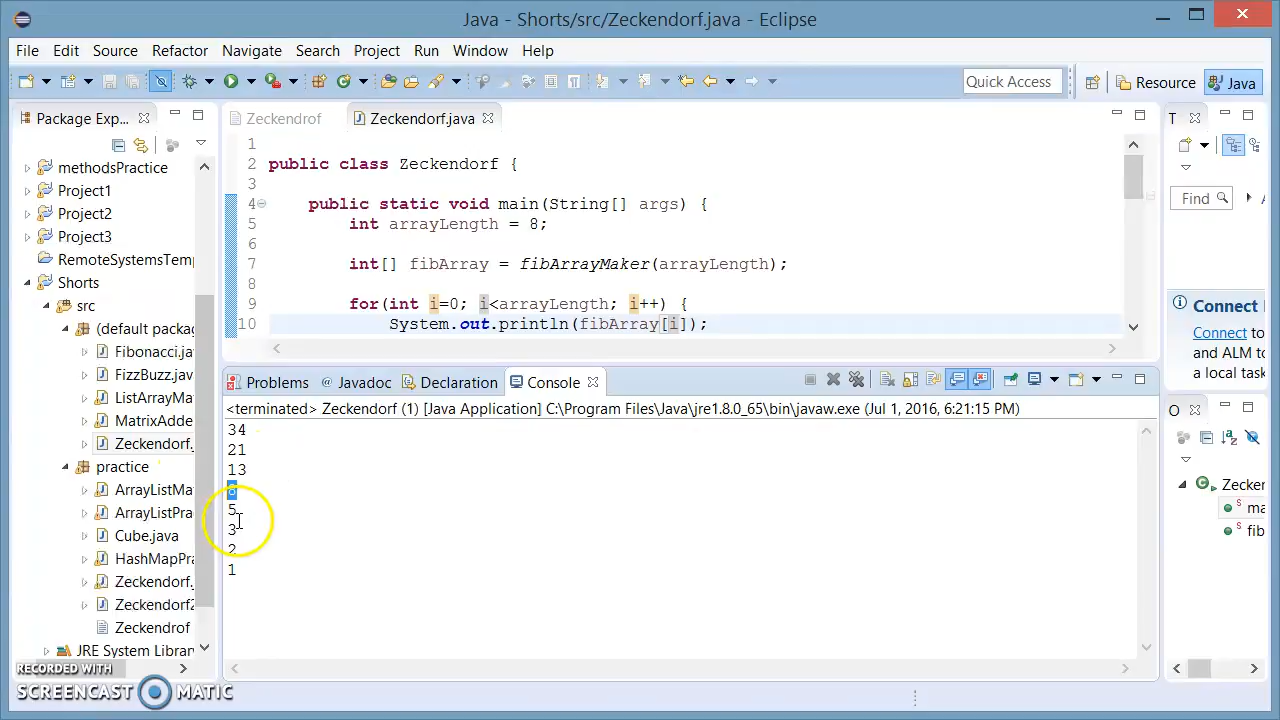 Java - Shorts/src/Zeckendorf.java - Eclipse
File Edit Source Refactor Navigate Search Project Run Window Help
Quick Access
Resource
Java
Package Exp...
methodsPractice
Project1
Project2
Project3
RemoteSystemsTemp
Shorts
src
(default packag
Fibonacci.ja
FizzBuzz.jav
ListArrayMa
MatrixAdde
Zeckendorf.
practice
ArrayListMa
ArrayListPra
Cube.java
HashMapPra
Zeckendorf.
Zeckendorf2
Zeckendrof
JRE System Library
Zeckendrof
Zeckendorf.java
1
2 public class Zeckendorf {
3
4 public static void main(String[] args) {
5 int arrayLength = 8;
6
7 int[] fibArray = fibArrayMaker(arrayLength);
8
9 for(int i=0; i<arrayLength; i++) {
10 System.out.println(fibArray[i]);
Problems @ Javadoc Declaration Console
<terminated> Zeckendorf (1) [Java Application] C:\Program Files\Java\jre1.8.0_65\bin\javaw.exe (Jul 1, 2016, 6:21:15 PM)
34
21
13
8
5
3
2
1
T
Find
Connect
Connect to
and ALM to
a local task
O
Zecker
ma
fib
RECORDED WITH
SCREENCAST MATIC